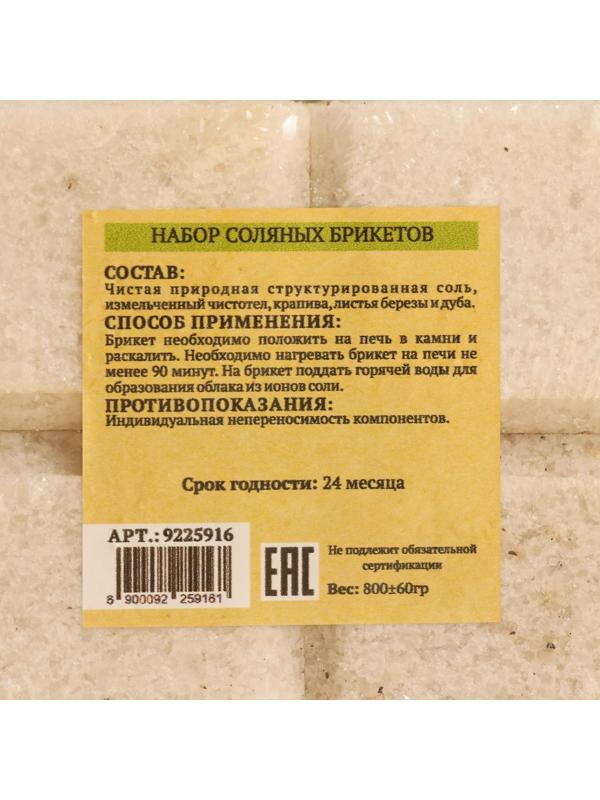 НАБОР СОЛЯНЫХ БРИКЕТОВ
СОСТАВ:
Чистая природная структурированная соль,
измельченный чистотел, крапива, листья березы и дуба.
СПОСОБ ПРИМЕНЕНИЯ:
Брикет необходимо положить на печь в камни и
раскалить. Необходимо нагревать брикет на печи не
менее 90 минут. На брикет поддать горячей воды для
образования облака из ионов соли.
ПРОТИВОПОКАЗАНИЯ:
Индивидуальная непереносимость компонентов.
Срок годности: 24 месяца
АРТ.: 9225916
8 900092 259161
EAC
Не подлежит обязательной
сертификации
Вес: 800±60гр